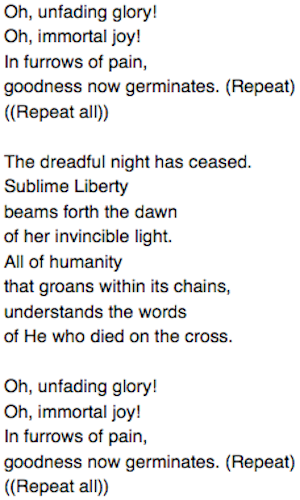 Oh, unfading glory!
Oh, immortal joy!
In furrows of pain,
goodness now germinates. (Repeat)
((Repeat all))

The dreadful night has ceased.
Sublime Liberty
beams forth the dawn
of her invincible light.
All of humanity
that groans within its chains,
understands the words
of He who died on the cross.

Oh, unfading glory!
Oh, immortal joy!
In furrows of pain,
goodness now germinates. (Repeat)
((Repeat all))